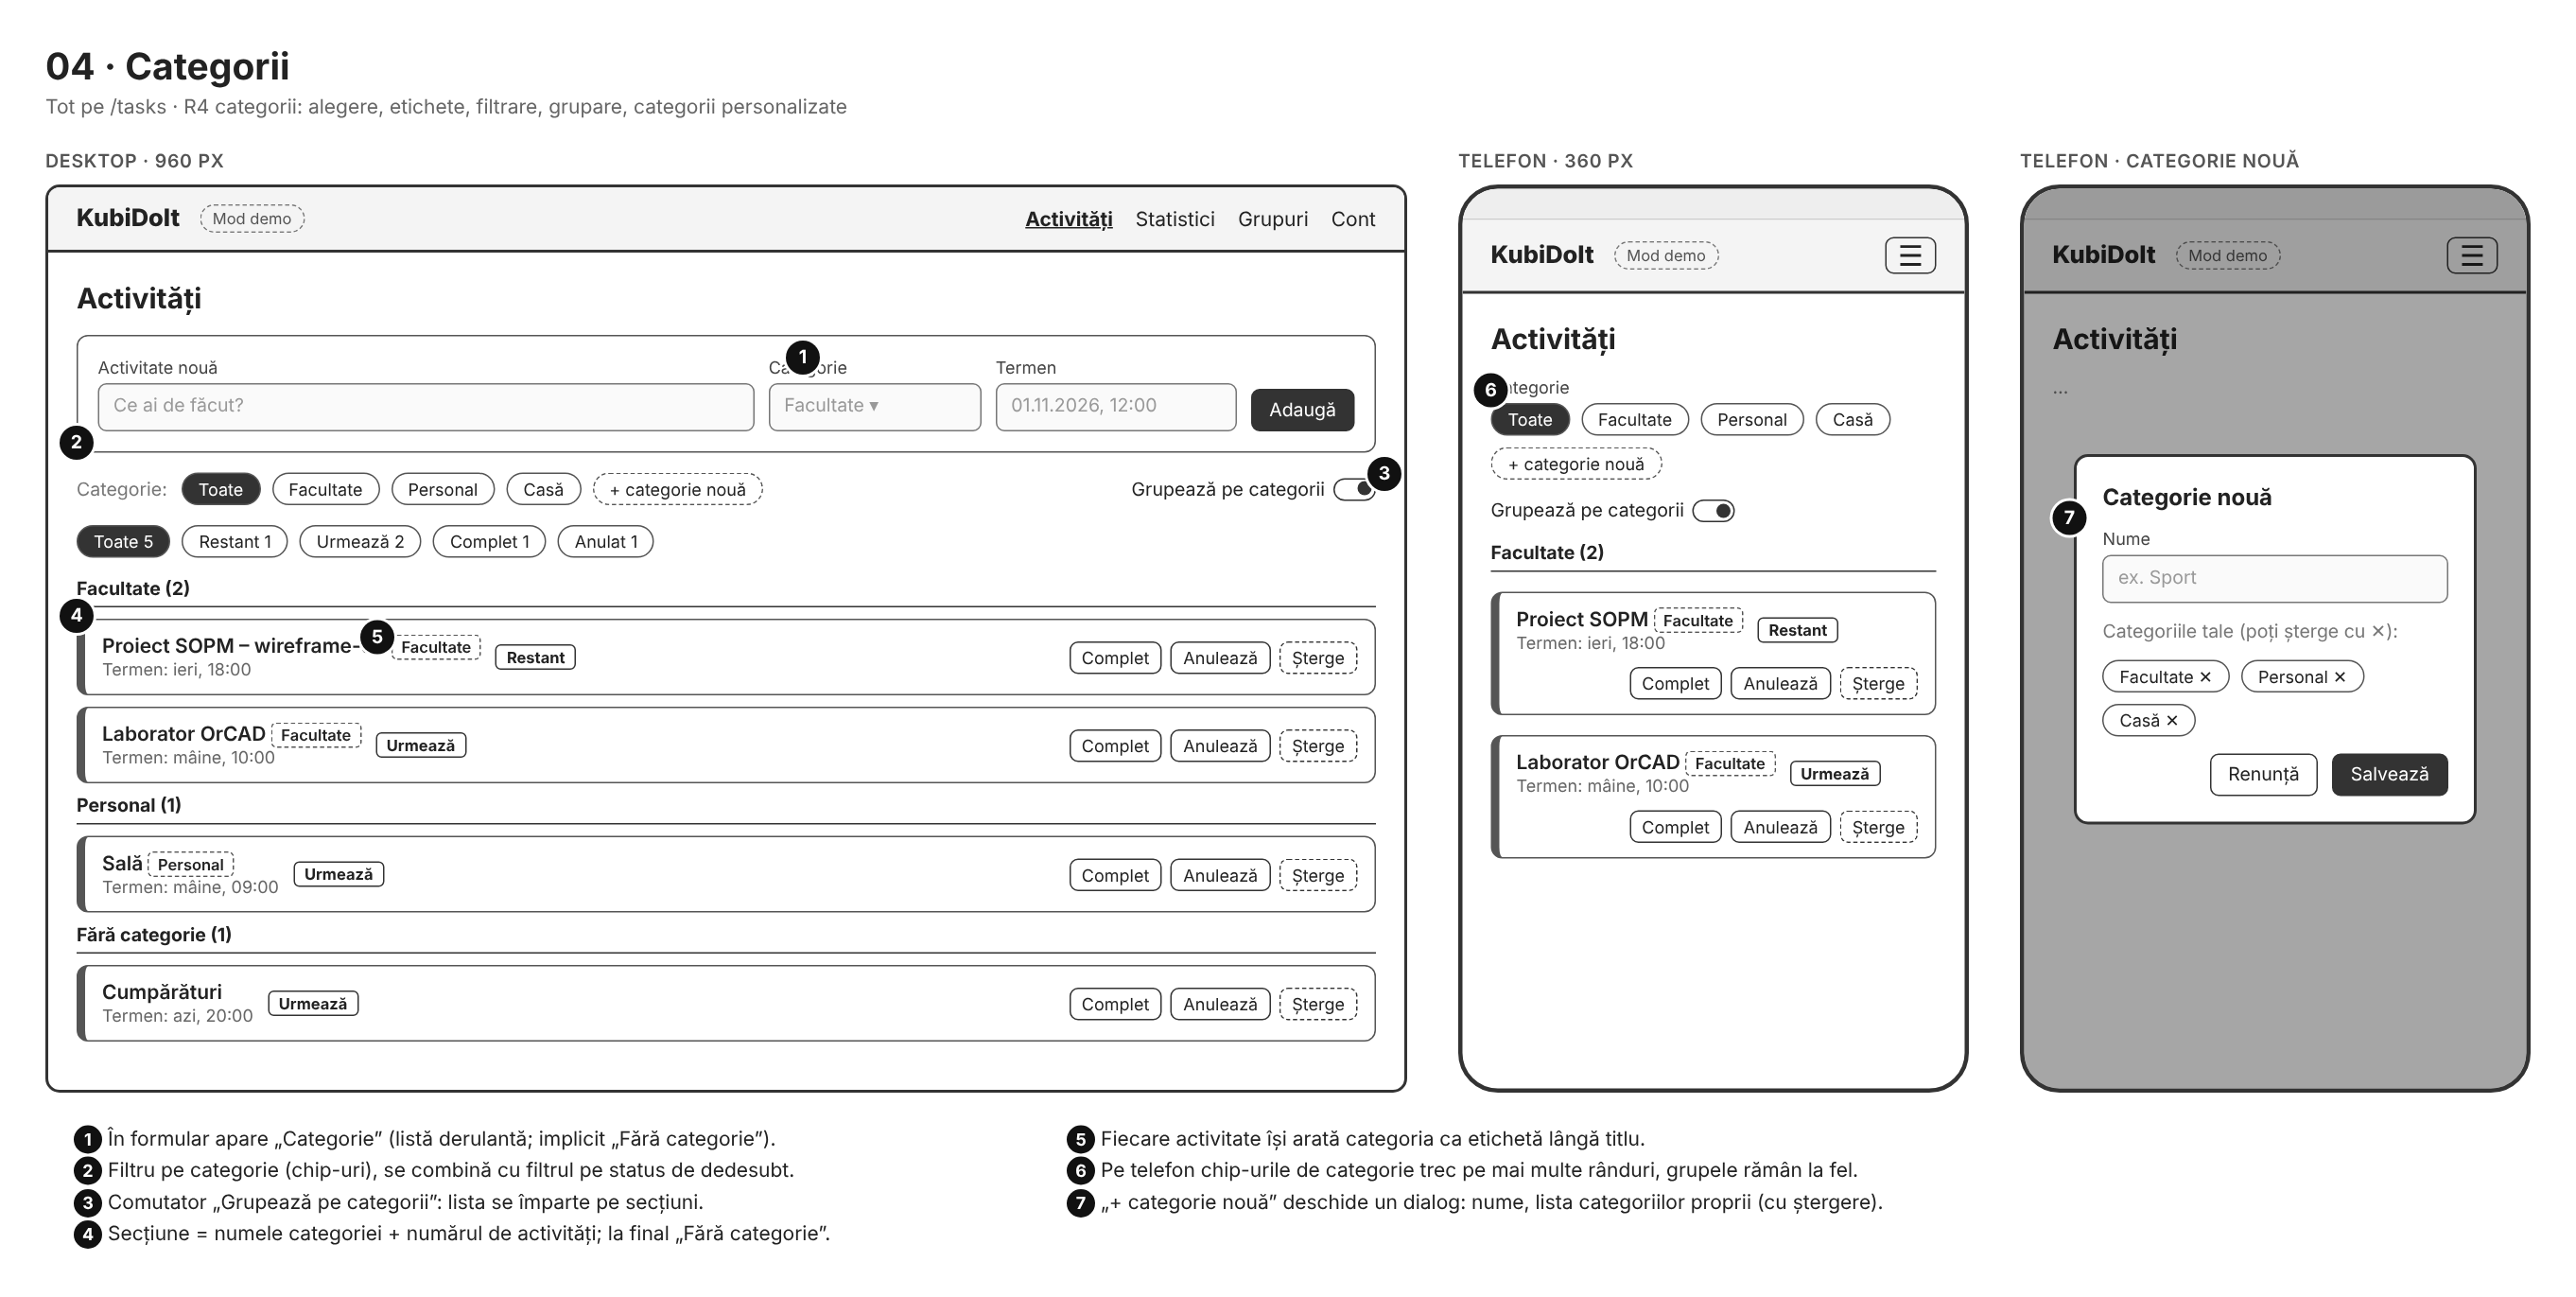 04 · Categorii
Tot pe /tasks · R4 categorii: alegere, etichete, filtrare, grupare, categorii personalizate
DESKTOP · 960 PX
KubiDoIt Mod demo Activități Statistici Grupuri Cont
Activități
1
Activitate nouă Termen
Ce ai de făcut? Facultate ▾ 01.11.2026, 12:00 Adaugă
2
3
Categorie: Toate Facultate Personal Casă + categorie nouă Grupează pe categorii
Toate 5 Restant 1 Urmează 2 Complet 1 Anulat 1
Facultate (2)
4
5
Proiect SOPM – wireframe- Facultate Restant Complet Anulează Șterge
Termen: ieri, 18:00
Laborator OrCAD Facultate Urmează Complet Anulează Șterge
Termen: mâine, 10:00
Personal (1)
Sală Personal Urmează Complet Anulează Șterge
Termen: mâine, 09:00
Fără categorie (1)
Cumpărături Urmează Complet Anulează Șterge
Termen: azi, 20:00
TELEFON · 360 PX
KubiDoIt Mod demo ☰
Activități
6
Toate Facultate Personal Casă
+ categorie nouă
Grupează pe categorii
Facultate (2)
Proiect SOPM Facultate Restant
Termen: ieri, 18:00
Complet Anulează Șterge
Laborator OrCAD Facultate Urmează
Termen: mâine, 10:00
Complet Anulează Șterge
TELEFON · CATEGORIE NOUĂ
KubiDoIt Mod demo ☰
Activități
...
7
Categorie nouă
Nume
ex. Sport
Categoriile tale (poți șterge cu ✕):
Facultate ✕ Personal ✕
Casă ✕
Renunță Salvează
1 În formular apare „Categorie” (listă derulantă; implicit „Fără categorie”).
2 Filtru pe categorie (chip-uri), se combină cu filtrul pe status de dedesubt.
3 Comutator „Grupează pe categorii”: lista se împarte pe secțiuni.
4 Secțiune = numele categoriei + numărul de activități; la final „Fără categorie”.
5 Fiecare activitate își arată categoria ca etichetă lângă titlu.
6 Pe telefon chip-urile de categorie trec pe mai multe rânduri, grupele rămân la fel.
7 „+ categorie nouă” deschide un dialog: nume, lista categoriilor proprii (cu ștergere).